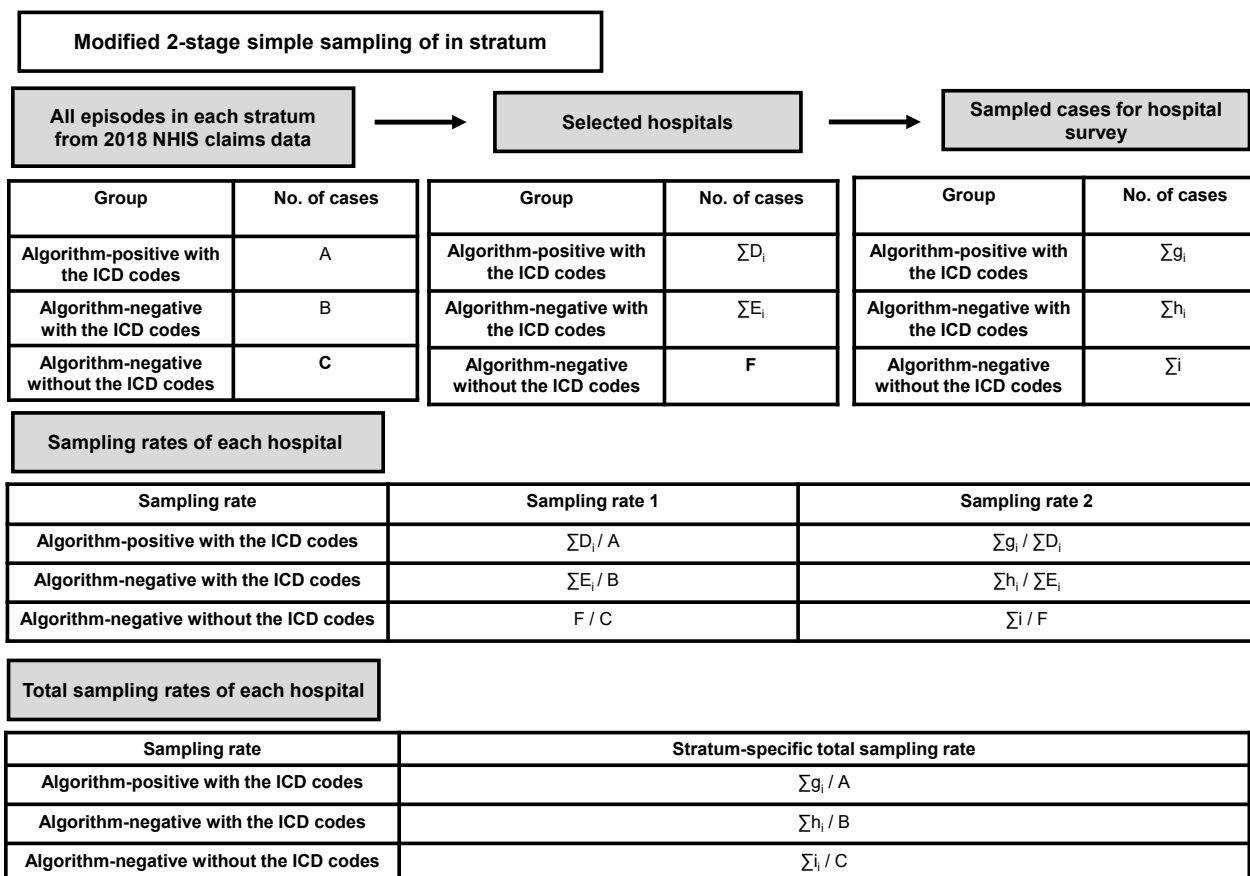 Modified 2-stage simple sampling of in stratum
All episodes in each stratum
from 2018 NHIS claims data
Selected hospitals
Sampled cases for hospital
survey
Group
No. of cases
Algorithm-positive with
the ICD codes
A
Algorithm-negative
with the ICD codes
B
Algorithm-negative
without the ICD codes
C
Group
No. of cases
Algorithm-positive with
the ICD codes
∑Di
Algorithm-negative with
the ICD codes
∑Ei
Algorithm-negative
without the ICD codes
F
Group
No. of cases
Algorithm-positive with
the ICD codes
∑gi
Algorithm-negative with
the ICD codes
∑hi
Algorithm-negative
without the ICD codes
∑i
Sampling rates of each hospital
Sampling rate Sampling rate 1 Sampling rate 2
Algorithm-positive with the ICD codes ∑Di / A ∑gi / ∑Di
Algorithm-negative with the ICD codes ∑Ei / B ∑hi / ∑Ei
Algorithm-negative without the ICD codes F / C ∑i / F
Total sampling rates of each hospital
Sampling rate Stratum-specific total sampling rate
Algorithm-positive with the ICD codes ∑gi / A
Algorithm-negative with the ICD codes ∑hi / B
Algorithm-negative without the ICD codes ∑ii / C